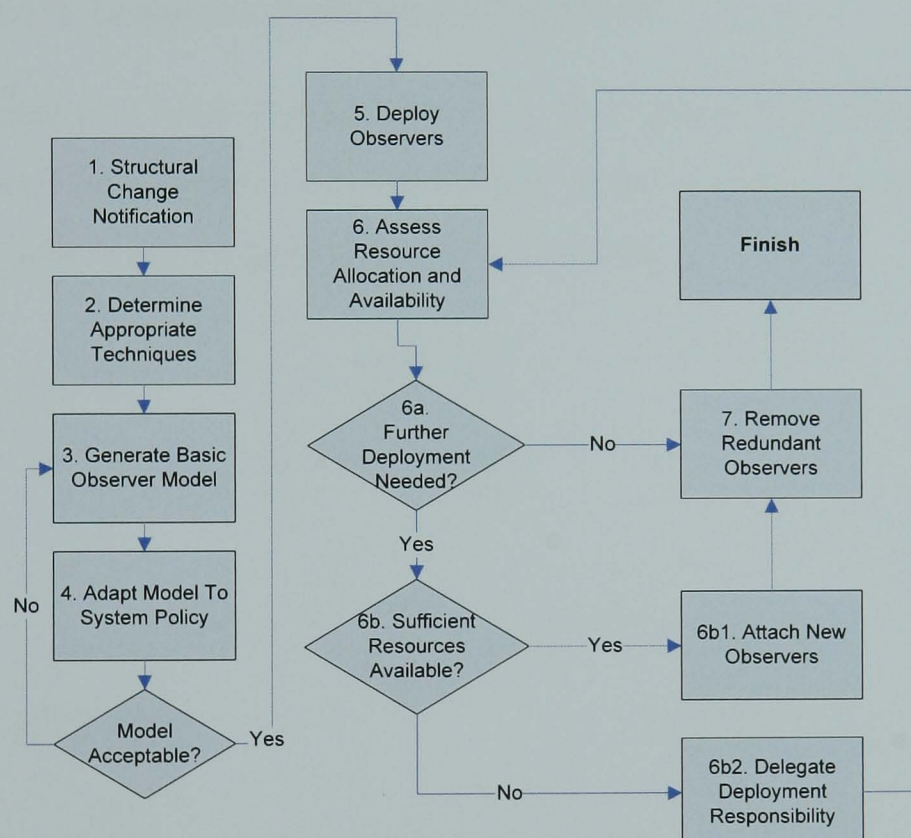 1. Structural
Change
Notification
2. Determine
Appropriate
Techniques
3. Generate Basic
Observer Model
4. Adapt Model To
System Policy
No
Model
Acceptable?
Yes
5. Deploy
Observers
6. Assess
Resource
Allocation and
Availability
6a.
Further
Deployment
Needed?
No
Yes
6b. Sufficient
Resources
Available?
Yes
No
Finish
7. Remove
Redundant
Observers
6b1. Attach New
Observers
6b2. Delegate
Deployment
Responsibility